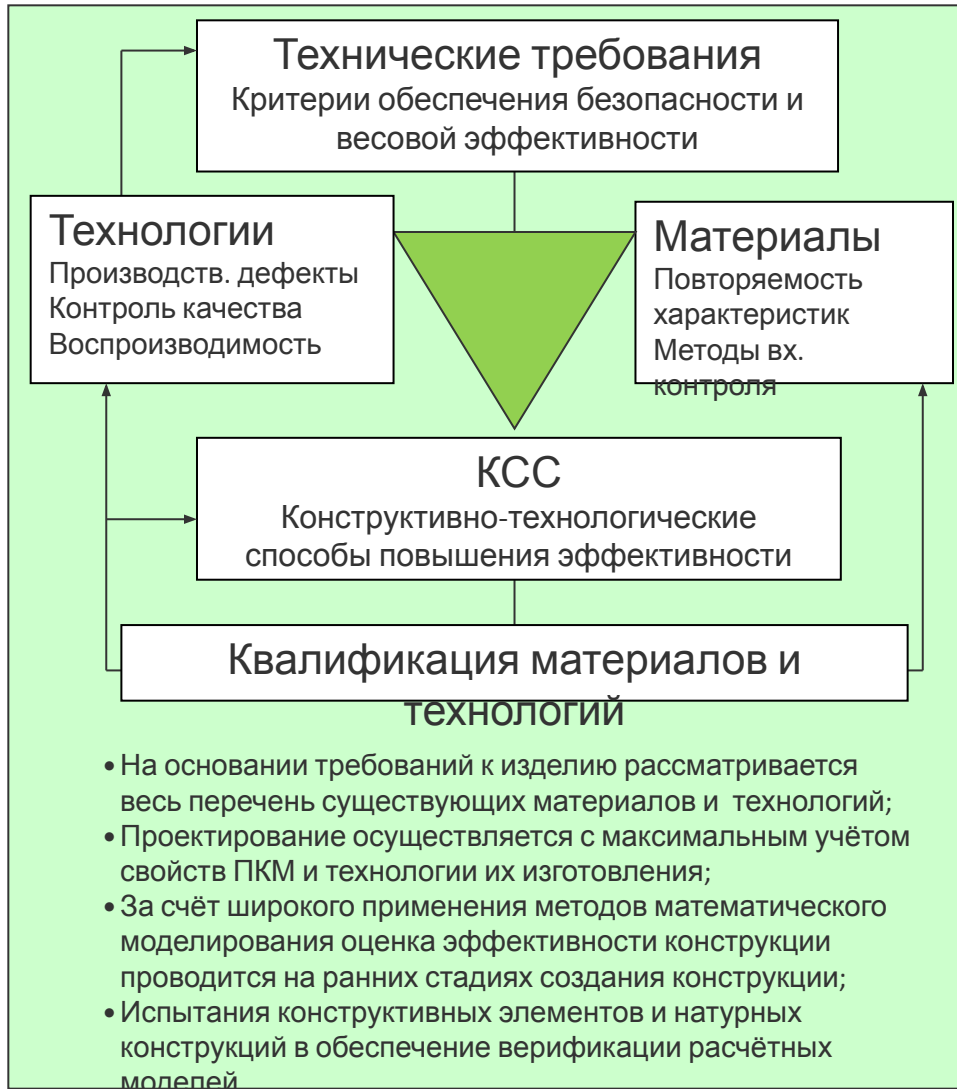 Технические требования
Критерии обеспечения безопасности и
весовой эффективности
Технологии
Производств. дефекты
Контроль качества
Воспроизводимость
Материалы
Повторяемость
характеристик
Методы вх.
контроля
КСС
Конструктивно-технологические
способы повышения эффективности
Квалификация материалов и
технологий
• На основании требований к изделию рассматривается
весь перечень существующих материалов и технологий;
• Проектирование осуществляется с максимальным учётом
свойств ПКМ и технологии их изготовления;
• За счёт широкого применения методов математического
моделирования оценка эффективности конструкции
проводится на ранних стадиях создания конструкции;
• Испытания конструктивных элементов и натурных
конструкций в обеспечение верификации расчётных
моделей